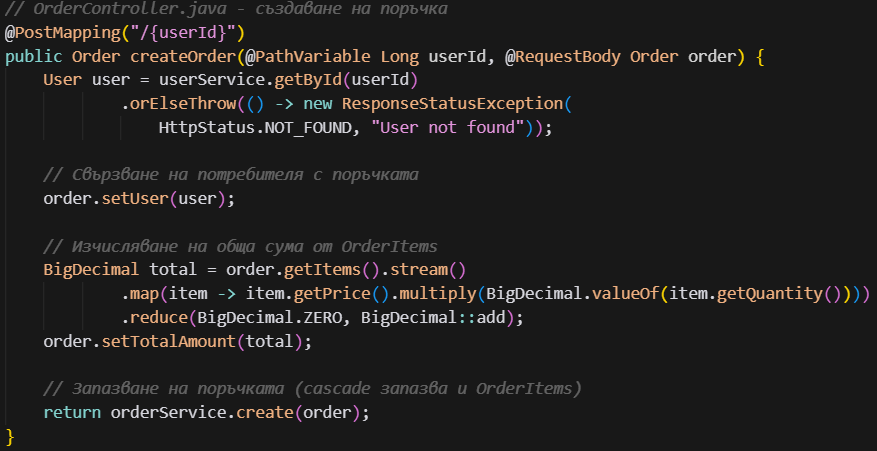 // OrderController.java - създаване на поръчка
@PostMapping("/{userId}")
public Order createOrder(@PathVariable Long userId, @RequestBody Order order) {
    User user = userService.getById(userId)
            .orElseThrow(() -> new ResponseStatusException(
                HttpStatus.NOT_FOUND, "User not found"));

    // Свързване на потребителя с поръчката
    order.setUser(user);

    // Изчисляване на обща сума от OrderItems
    BigDecimal total = order.getItems().stream()
            .map(item -> item.getPrice().multiply(BigDecimal.valueOf(item.getQuantity())))
            .reduce(BigDecimal.ZERO, BigDecimal::add);
    order.setTotalAmount(total);

    // Запазване на поръчката (cascade запазва и OrderItems)
    return orderService.create(order);
}